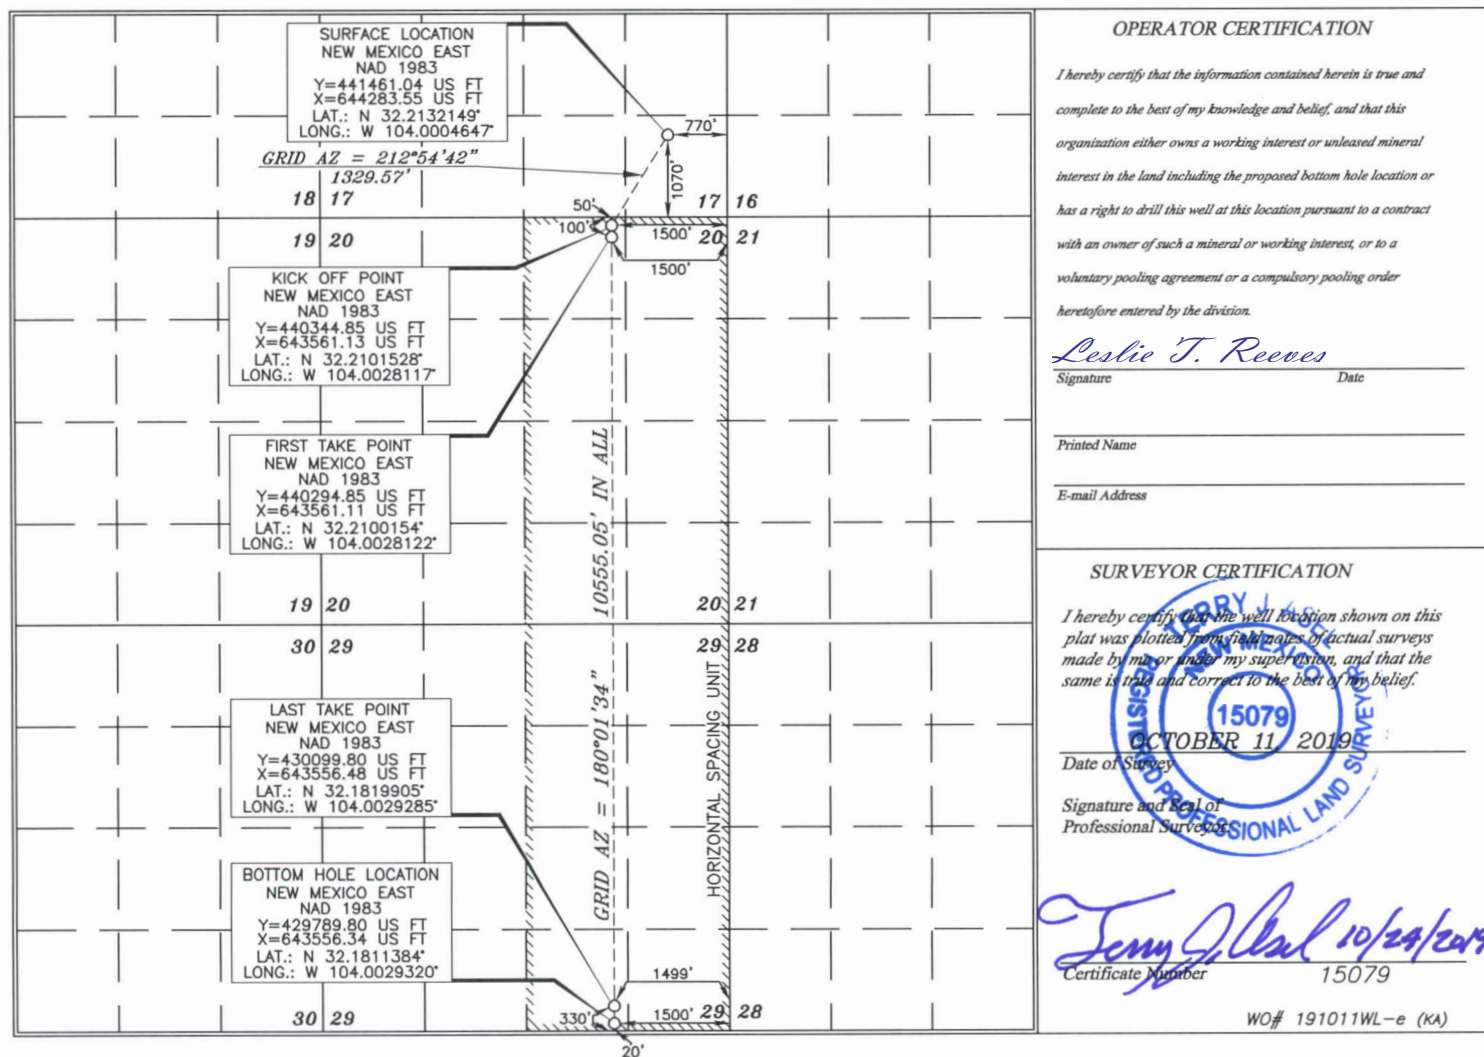 SURFACE LOCATION
NEW MEXICO EAST
NAD 1983
Y=441461.04 US FT
X=644283.55 US FT
LAT.: N 32.2132149°
LONG.: W 104.0004647°
GRID AZ = 212°54'42"
1329.57'
770'
1070'
18 17
17 16
50'
100'
1500'
19 20
20 21
1500'
KICK OFF POINT
NEW MEXICO EAST
NAD 1983
Y=440344.85 US FT
X=643561.13 US FT
LAT.: N 32.2101528°
LONG.: W 104.0028117°
FIRST TAKE POINT
NEW MEXICO EAST
NAD 1983
Y=440294.85 US FT
X=643561.11 US FT
LAT.: N 32.2100154°
LONG.: W 104.0028122°
GRID AZ = 180°01'34" 10555.05' IN ALL
19 20
20 21
30 29
29 28
HORIZONTAL SPACING UNIT
LAST TAKE POINT
NEW MEXICO EAST
NAD 1983
Y=430099.80 US FT
X=643556.48 US FT
LAT.: N 32.1819905°
LONG.: W 104.0029285°
BOTTOM HOLE LOCATION
NEW MEXICO EAST
NAD 1983
Y=429789.80 US FT
X=643556.34 US FT
LAT.: N 32.1811384°
LONG.: W 104.0029320°
1499'
30 29
330'
1500'
29 28
20'
OPERATOR CERTIFICATION
I hereby certify that the information contained herein is true and
complete to the best of my knowledge and belief, and that this
organization either owns a working interest or unleased mineral
interest in the land including the proposed bottom hole location or
has a right to drill this well at this location pursuant to a contract
with an owner of such a mineral or working interest, or to a
voluntary pooling agreement or a compulsory pooling order
heretofore entered by the division.
Leslie T. Reeves
Signature Date
Printed Name
E-mail Address
SURVEYOR CERTIFICATION
I hereby certify that the well location shown on this
plat was plotted from field notes of actual surveys
made by me or under my supervision, and that the
same is true and correct to the best of my belief.
TERRY J. ASEL
NEW MEXICO
15079
REGISTERED PROFESSIONAL LAND SURVEYOR
OCTOBER 11, 2019
Date of Survey
Signature and Seal of
Professional Surveyor:
Terry J. Asel 10/24/2019
Certificate Number 15079
WO# 191011WL-e (KA)